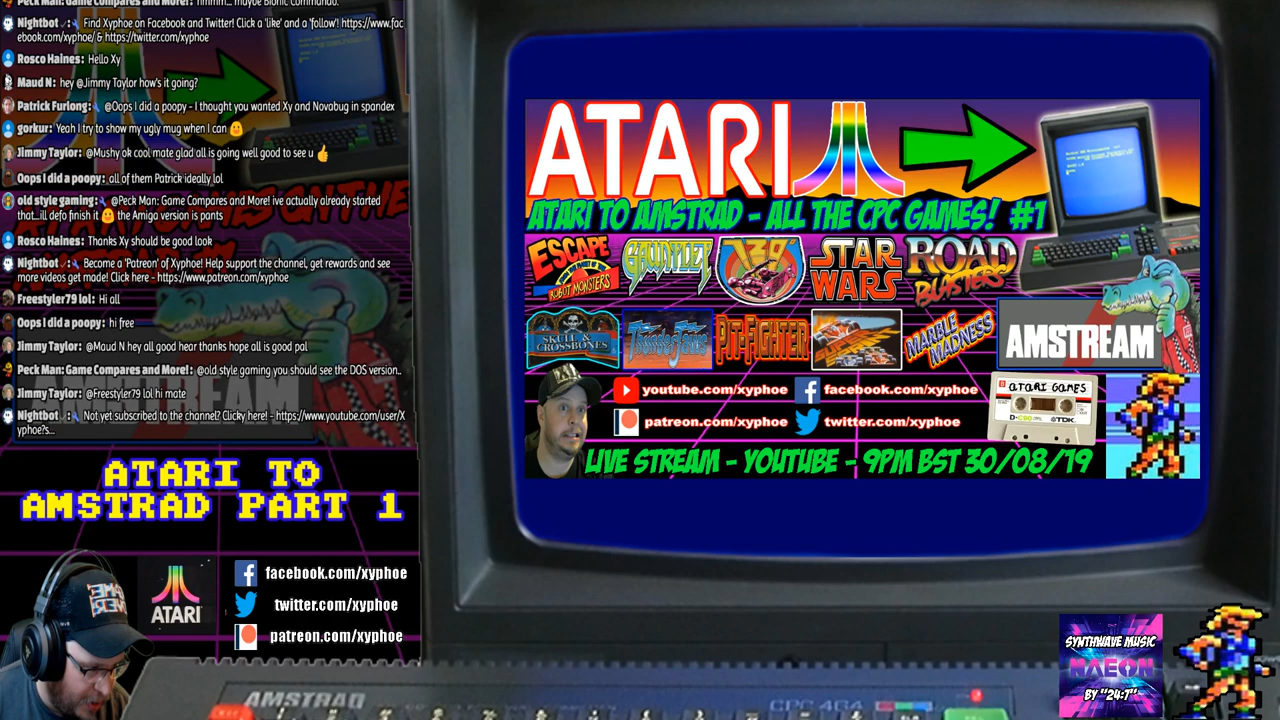 Peck Man: Game Compares and More! hmmm... maybe Bionic Commando.
Nightbot: Find Xyphoe on Facebook and Twitter! Click a 'like' and a 'follow'! https://www.fac
ebook.com/xyphoe/ & https://twitter.com/xyphoe
Rosco Haines: Hello Xy
Maud N: hey @Jimmy Taylor how's it going?
Patrick Furlong: @Oops I did a poopy - I thought you wanted Xy and Novabug in spandex
gorkur: Yeah I try to show my ugly mug when I can
Jimmy Taylor: @Mushy ok cool mate glad all is going well good to see u
Oops I did a poopy: all of them Patrick ideally lol
old style gaming: @Peck Man: Game Compares and More! ive actually already started
that...ill defo finish it the Amiga version is pants
Rosco Haines: Thanks Xy should be good look
Nightbot: Become a 'Patreon' of Xyphoe! Help support the channel, get rewards and see
more videos get made! Click here - https://www.patreon.com/xyphoe
Freestyler79 lol: Hi all
Oops I did a poopy: hi free
Jimmy Taylor: @Maud N hey all good hear thanks hope all is good pal
Peck Man: Game Compares and More! @old style gaming you should see the DOS version..
Jimmy Taylor: @Freestyler79 lol hi mate
Nightbot: Not yet subscribed to the channel? Clicky here! - https://www.youtube.com/user/X
yphoe?s...
ATARI TO
AMSTRAD PART 1
ATARI
facebook.com/xyphoe
twitter.com/xyphoe
patreon.com/xyphoe
ATARI
ATARI TO AMSTRAD - ALL THE CPC GAMES! #1
ESCAPE
FROM THE PLANET OF THE
ROBOT MONSTERS
GAUNTLET
720°
STAR
WARS
ROAD
BLASTERS
SKULL &
CROSSBONES
PIT-FIGHTER
MARBLE
MADNESS
AMSTREAM
youtube.com/xyphoe
facebook.com/xyphoe
patreon.com/xyphoe
twitter.com/xyphoe
ATARI GAMES
D-C90
TDK
LIVE STREAM - YOUTUBE - 9PM BST 30/08/19
AMSTRAD
CPC 464
SYNTHWAVE MUSIC
NAEON
BY "24:7"